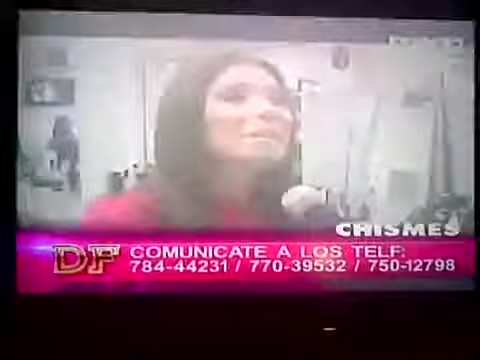 CHISMES
DF
COMUNICATE A LOS TELF:
784-44231 / 770-39532 / 750-12798